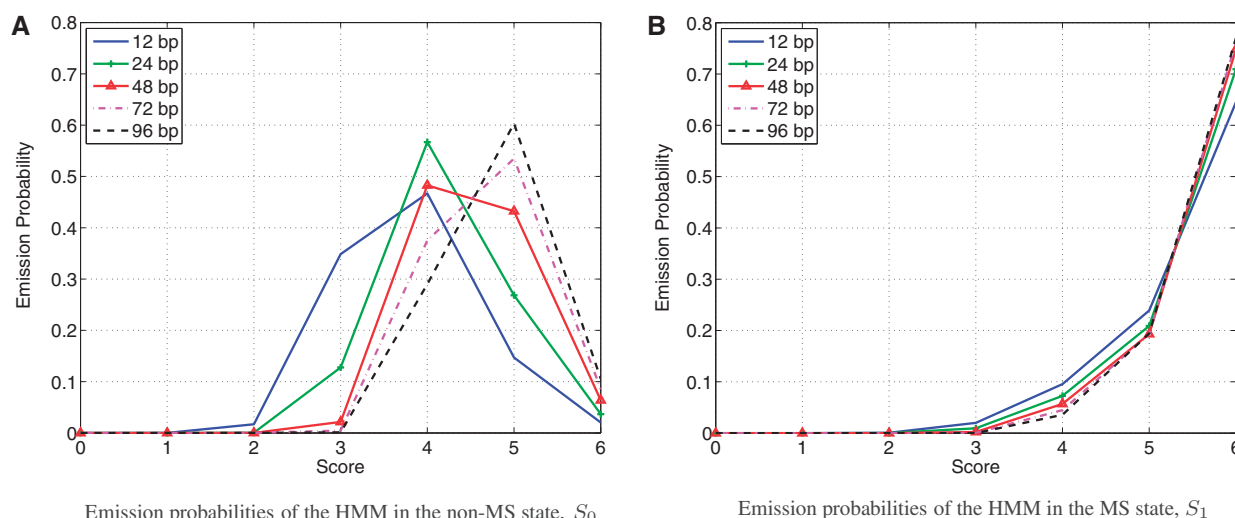 A
0.8
0.7
0.6
0.5
0.4
0.3
0.2
0.1
0
Emission Probability
12 bp
24 bp
48 bp
72 bp
96 bp
0 1 2 3 4 5 6
Score
Emission probabilities of the HMM in the non-MS state, S0
B
0.8
0.7
0.6
0.5
0.4
0.3
0.2
0.1
0
Emission Probability
12 bp
24 bp
48 bp
72 bp
96 bp
0 1 2 3 4 5 6
Score
Emission probabilities of the HMM in the MS state, S1